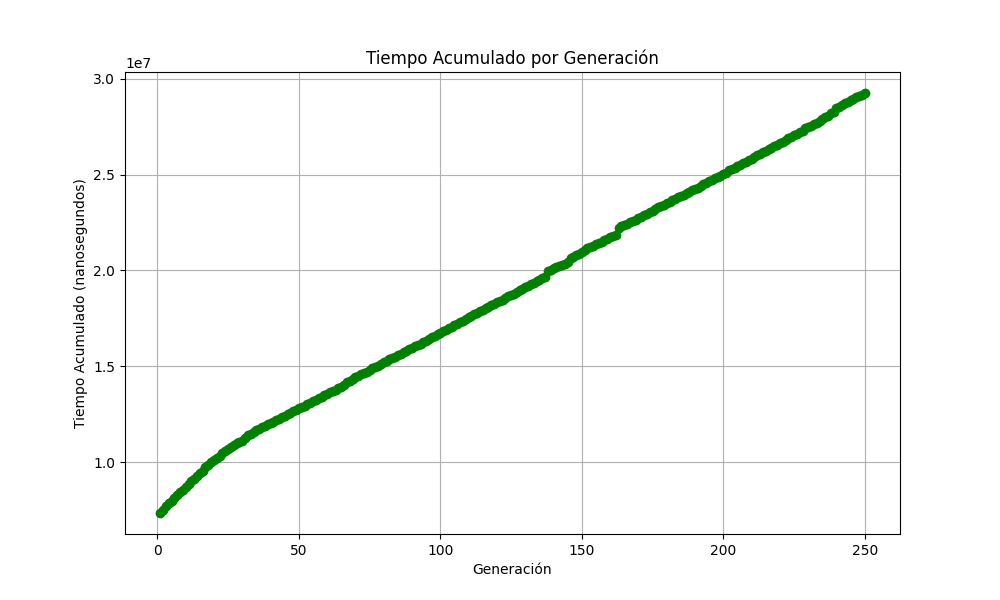 Tiempo Acumulado por Generación
1e7
3.0
2.5
2.0
1.5
1.0
Tiempo Acumulado (nanosegundos)
0 50 100 150 200 250
Generación